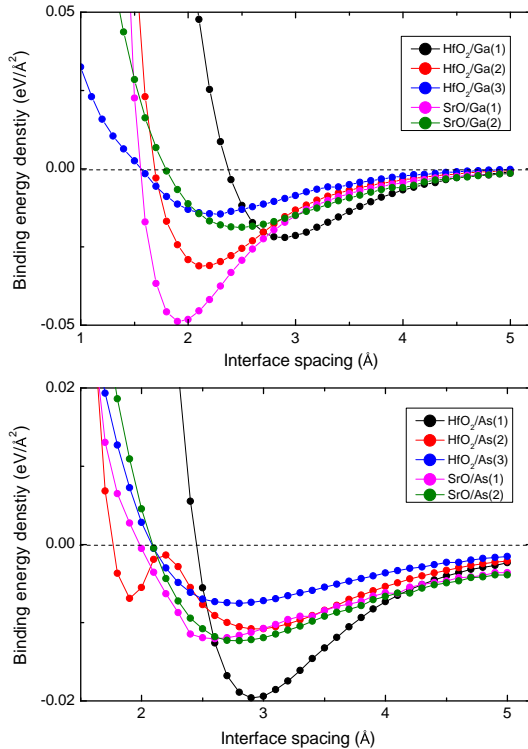 0.05
0.00
-0.05
Binding energy denstiy (eV/Å²)
HfO₂/Ga(1)
HfO₂/Ga(2)
HfO₂/Ga(3)
SrO/Ga(1)
SrO/Ga(2)
1 2 3 4 5
Interface spacing (Å)
0.02
0.00
-0.02
Binding energy denstiy (eV/Å²)
HfO₂/As(1)
HfO₂/As(2)
HfO₂/As(3)
SrO/As(1)
SrO/As(2)
2 3 4 5
Interface spacing (Å)